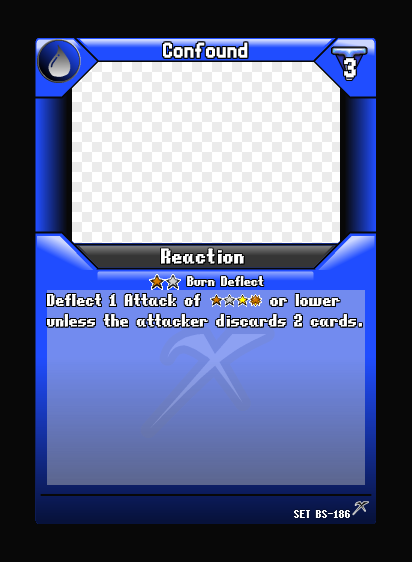 Confound
3
Reaction
Burn Deflect
Deflect 1 Attack of or lower
unless the attacker discards 2 cards.
SET BS-186